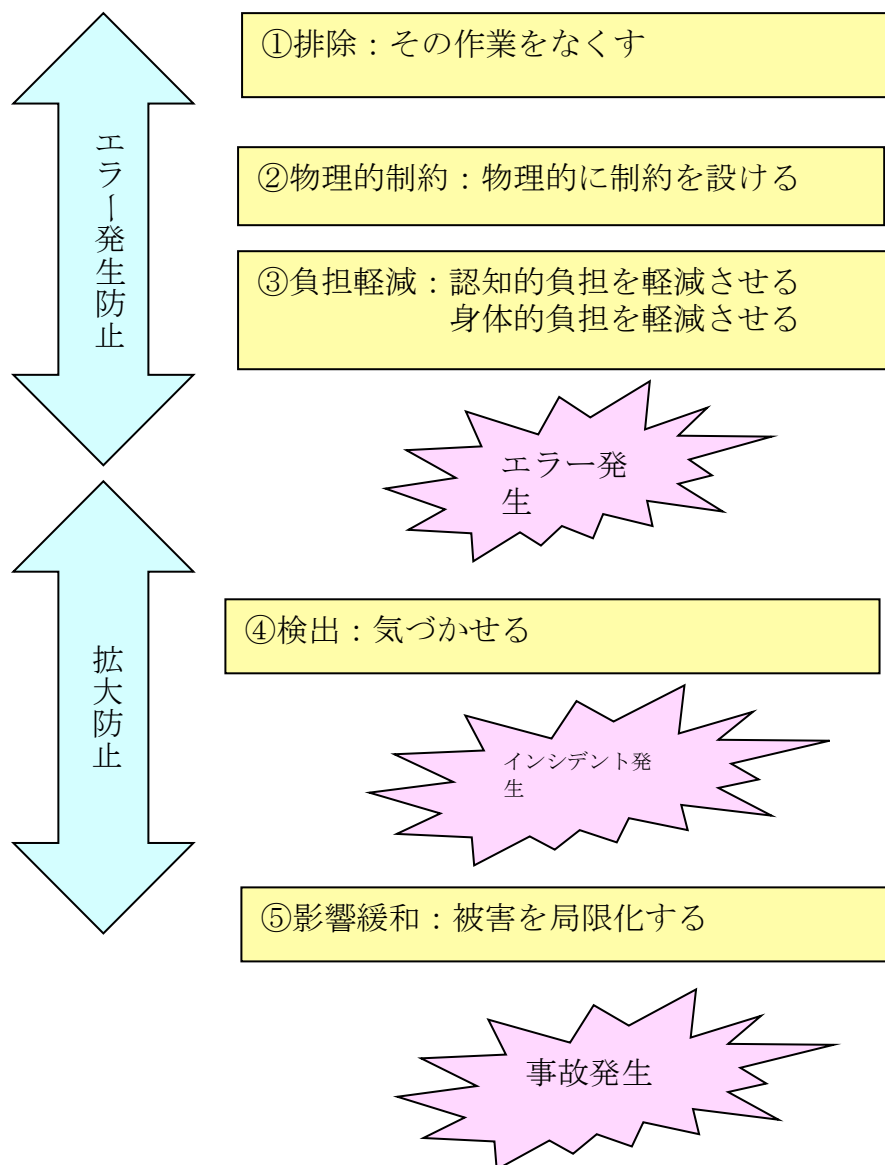 ①排除：その作業をなくす
エラー発生防止
②物理的制約：物理的に制約を設ける
③負担軽減：認知的負担を軽減させる
身体的負担を軽減させる
エラー発
生
④検出：気づかせる
拡大防止
インシデント発
生
⑤影響緩和：被害を局限化する
事故発生